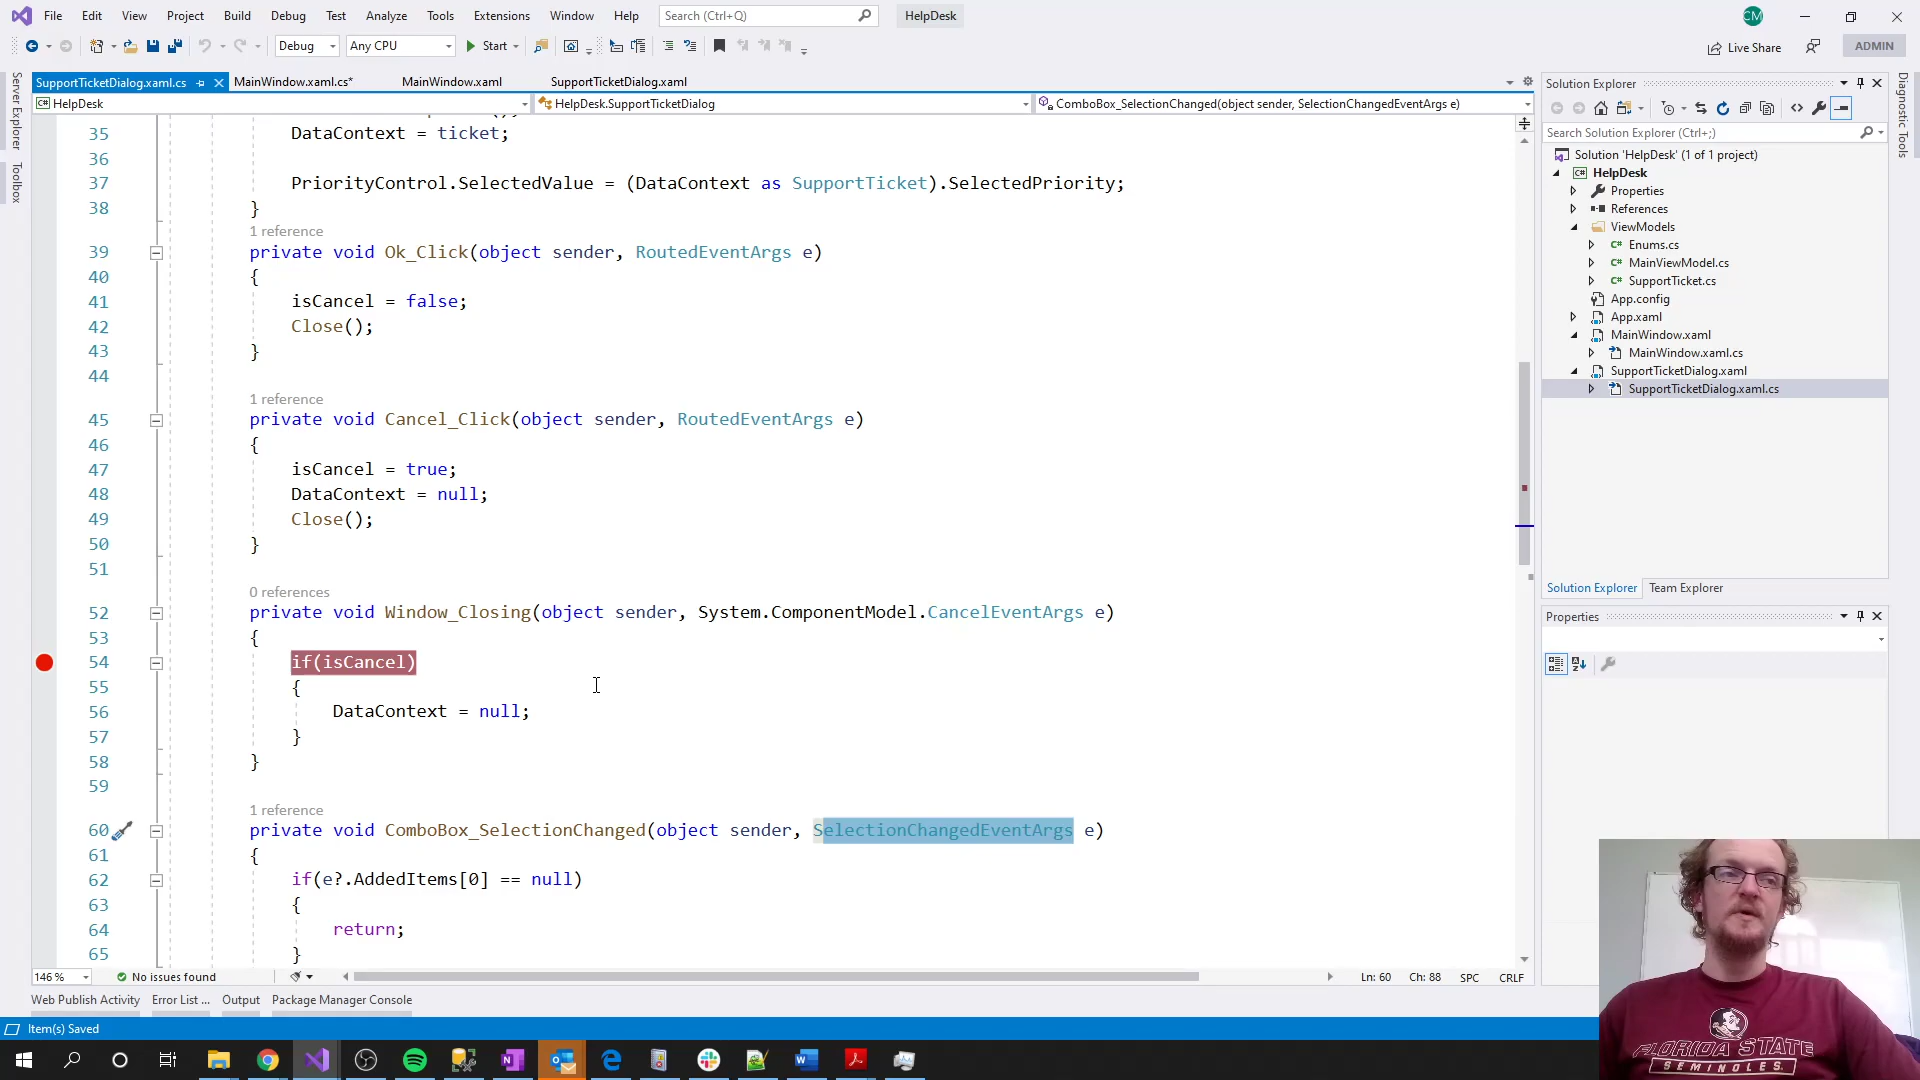 File Edit View Project Build Debug Test Analyze Tools Extensions Window Help Search (Ctrl+Q) HelpDesk CM
Debug Any CPU Start Live Share ADMIN
SupportTicketDialog.xaml.cs MainWindow.xaml.cs* MainWindow.xaml SupportTicketDialog.xaml
HelpDesk HelpDesk.SupportTicketDialog ComboBox_SelectionChanged(object sender, SelectionChangedEventArgs e)
Server Explorer
Toolbox
35 DataContext = ticket;
36
37 PriorityControl.SelectedValue = (DataContext as SupportTicket).SelectedPriority;
38 }
1 reference
39 private void Ok_Click(object sender, RoutedEventArgs e)
40 {
41 isCancel = false;
42 Close();
43 }
44
1 reference
45 private void Cancel_Click(object sender, RoutedEventArgs e)
46 {
47 isCancel = true;
48 DataContext = null;
49 Close();
50 }
51
0 references
52 private void Window_Closing(object sender, System.ComponentModel.CancelEventArgs e)
53 {
54 if(isCancel)
55 {
56 DataContext = null;
57 }
58 }
59
1 reference
60 private void ComboBox_SelectionChanged(object sender, SelectionChangedEventArgs e)
61 {
62 if(e?.AddedItems[0] == null)
63 {
64 return;
65 }
146 % No issues found Ln: 60 Ch: 88 SPC CRLF
Web Publish Activity Error List ... Output Package Manager Console
Item(s) Saved
Solution Explorer
Search Solution Explorer (Ctrl+;)
Solution 'HelpDesk' (1 of 1 project)
HelpDesk
Properties
References
ViewModels
Enums.cs
MainViewModel.cs
SupportTicket.cs
App.config
App.xaml
MainWindow.xaml
MainWindow.xaml.cs
SupportTicketDialog.xaml
SupportTicketDialog.xaml.cs
Solution Explorer Team Explorer
Properties
Diagnostic Tools
FLORIDA STATE
SEMINOLES